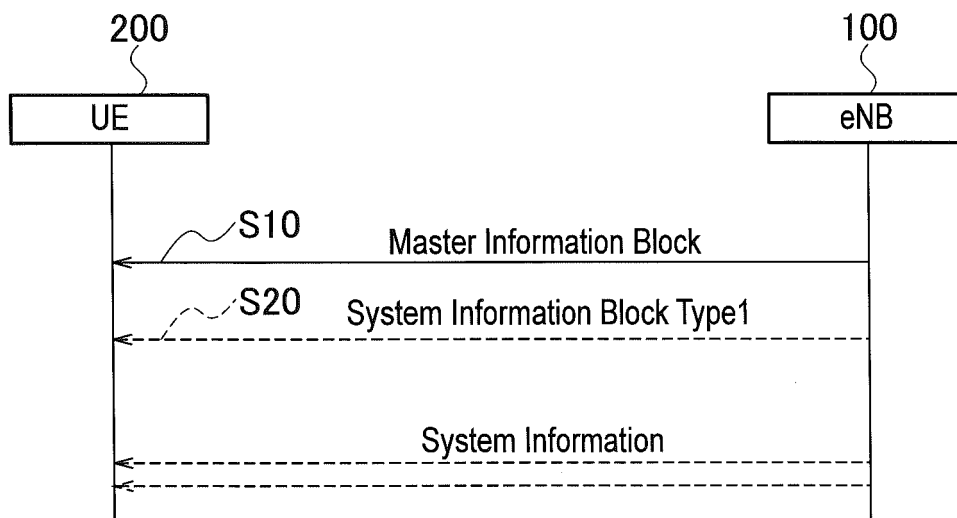 200
100
UE
eNB
S10
Master Information Block
S20
System Information Block Type1
System Information